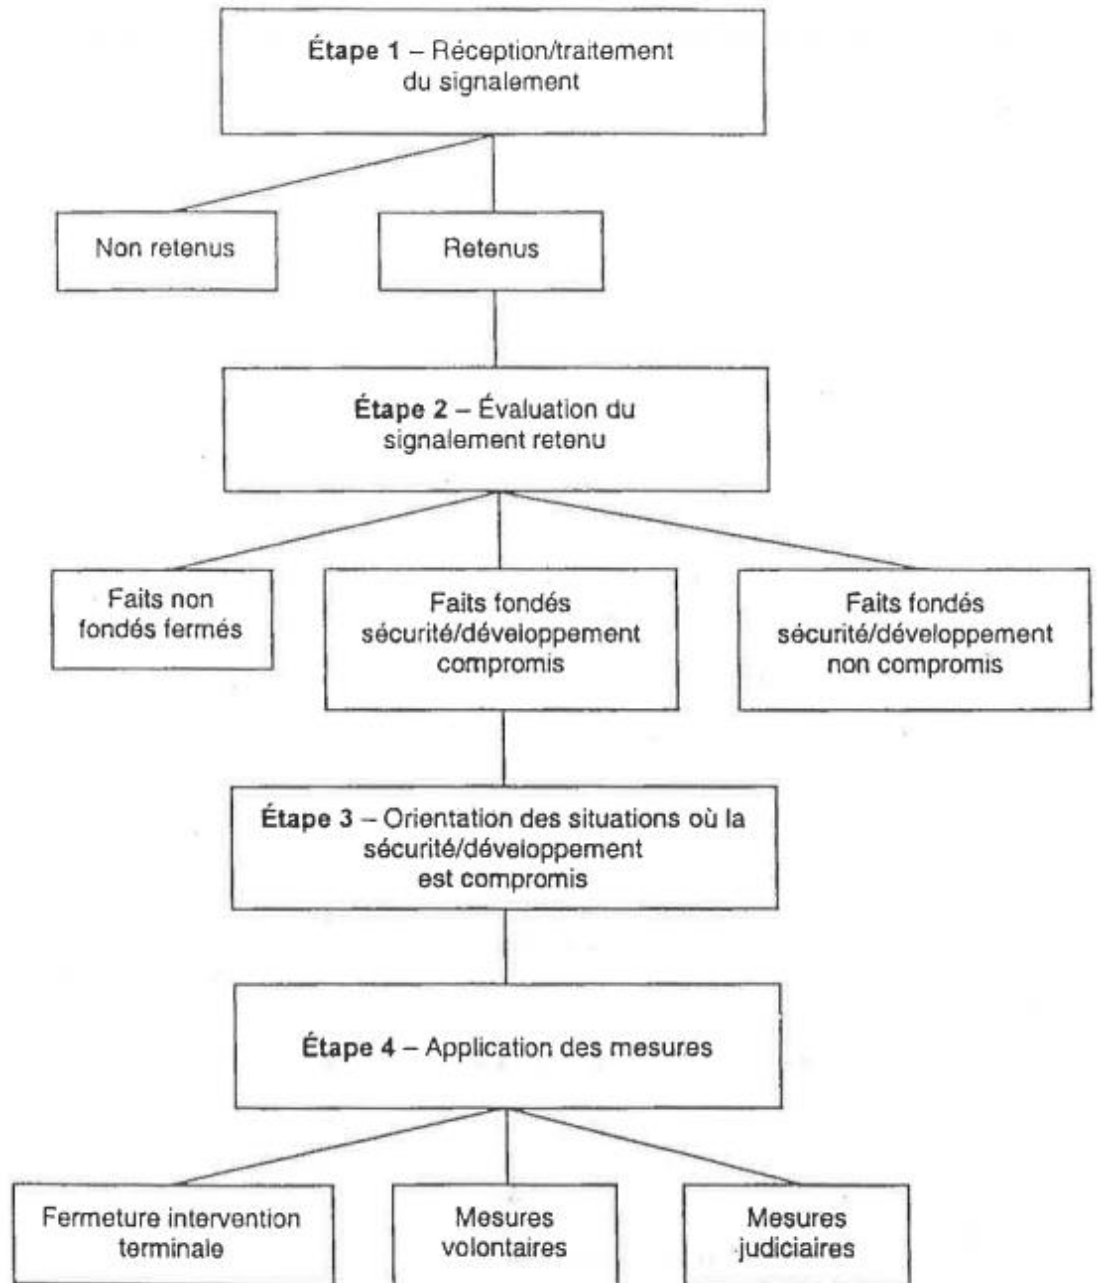 Étape 1 – Réception/traitement
du signalement
Non retenus
Retenus
Étape 2 – Évaluation du
signalement retenu
Faits non
fondés fermés
Faits fondés
sécurité/développement
compromis
Faits fondés
sécurité/développement
non compromis
Étape 3 – Orientation des situations où la
sécurité/développement
est compromis
Étape 4 – Application des mesures
Fermeture intervention
terminale
Mesures
volontaires
Mesures
judiciaires